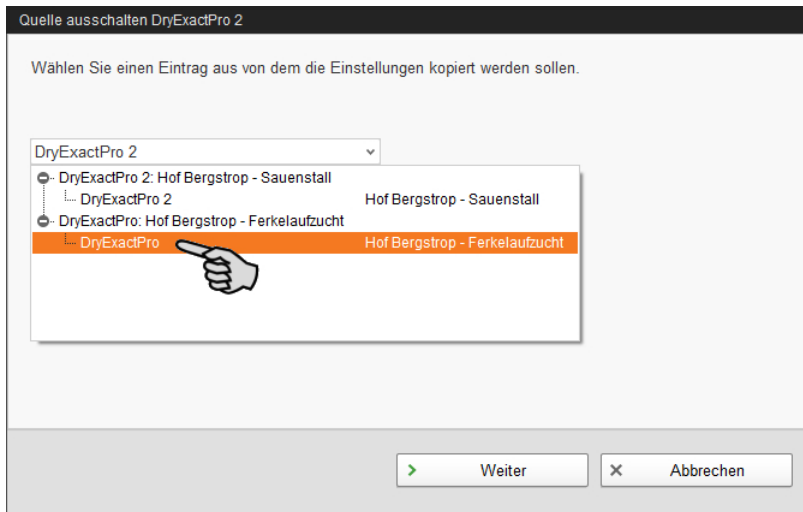 Quelle ausschalten DryExactPro 2
Wählen Sie einen Eintrag aus von dem die Einstellungen kopiert werden sollen.
DryExactPro 2
DryExactPro 2: Hof Bergstrop - Sauenstall
DryExactPro 2 Hof Bergstrop - Sauenstall
DryExactPro: Hof Bergstrop - Ferkelaufzucht
DryExactPro Hof Bergstrop - Ferkelaufzucht
Weiter Abbrechen